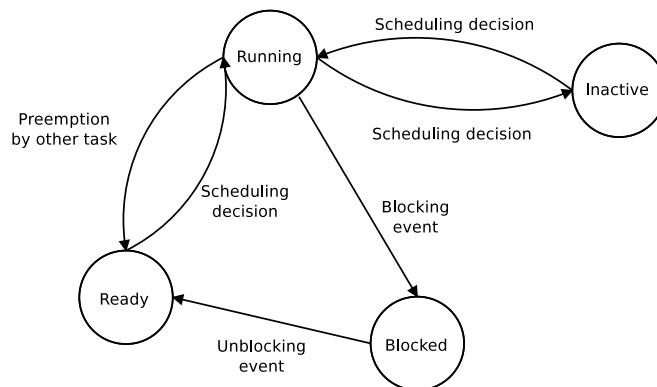 Scheduling decision
Running
Inactive
Preemption
by other task
Scheduling decision
Scheduling
decision
Blocking
event
Ready
Unblocking
event
Blocked